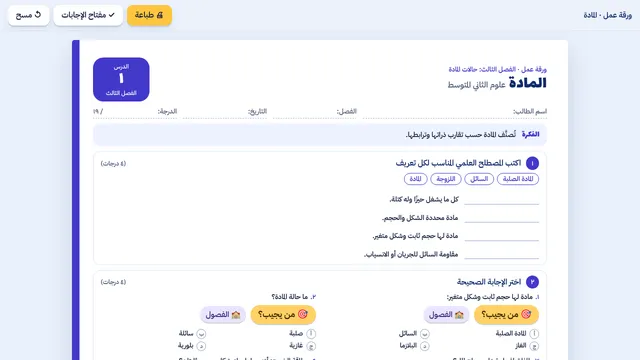 ورقة عمل · المادة
🖨 طباعة
✓ مفتاح الإجابات
↺ مسح
ورقة عمل · الفصل الثالث: حالات المادة
المادة علوم الثاني المتوسط
الدرس
١
الفصل الثالث
اسم الطالب: الفصل: التاريخ: الدرجة: / ١٩
الفكرة تُصنَّف المادة حسب تقارب ذراتها وترابطها.
١ اكتب المصطلح العلمي المناسب لكل تعريف (٤ درجات)
المادة الصلبة السائل اللزوجة المادة
كل ما يشغل حيزًا وله كتلة.
مادة محددة الشكل والحجم.
مادة لها حجم ثابت وشكل متغير.
مقاومة السائل للجريان أو الانسياب.
٢ اختر الإجابة الصحيحة (٤ درجات)
١. مادة لها حجم ثابت وشكل متغير:
🎯 من يجيب؟ 🏫 الفصول
أ المادة الصلبة ب السائل
ج الغاز د البلازما
٢. ما حالة المادة؟
🎯 من يجيب؟ 🏫 الفصول
أ صلبة ب سائلة
ج غازية د بلورية